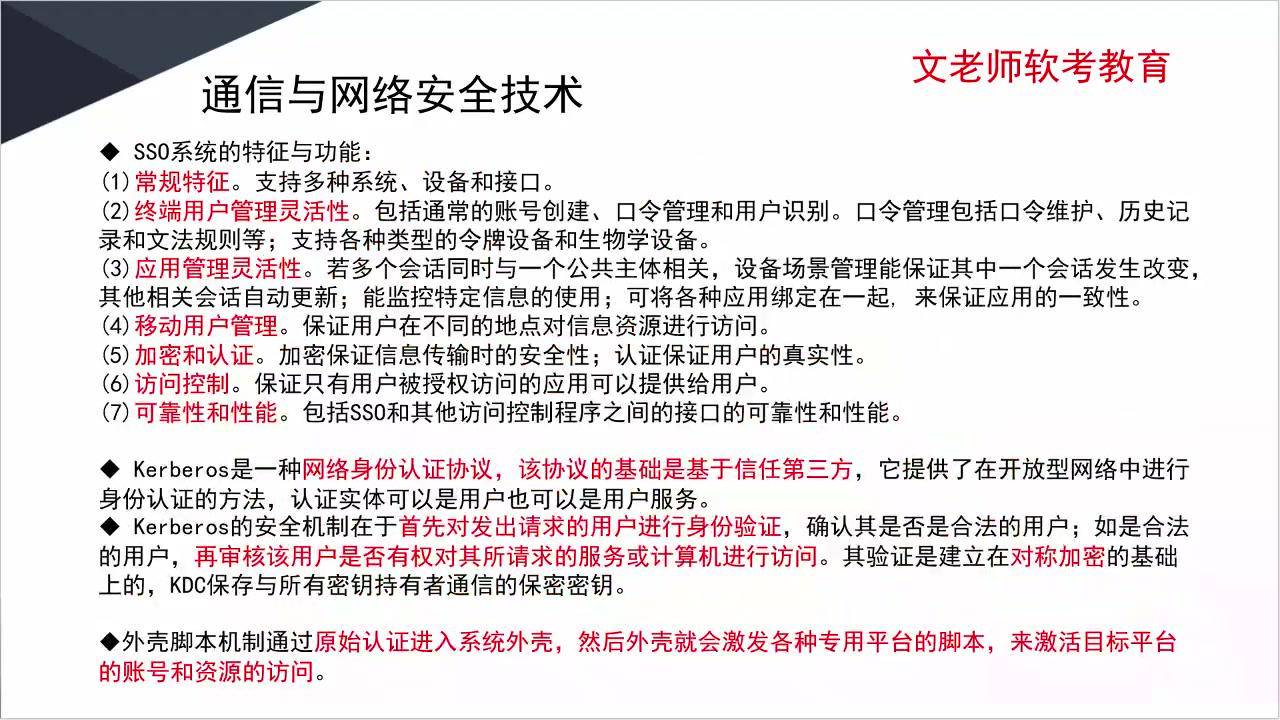 文老师软考教育
通信与网络安全技术
◆ SSO系统的特征与功能：
(1)常规特征。支持多种系统、设备和接口。
(2)终端用户管理灵活性。包括通常的账号创建、口令管理和用户识别。口令管理包括口令维护、历史记
录和文法规则等；支持各种类型的令牌设备和生物学设备。
(3)应用管理灵活性。若多个会话同时与一个公共主体相关，设备场景管理能保证其中一个会话发生改变，
其他相关会话自动更新；能监控特定信息的使用；可将各种应用绑定在一起，来保证应用的一致性。
(4)移动用户管理。保证用户在不同的地点对信息资源进行访问。
(5)加密和认证。加密保证信息传输时的安全性；认证保证用户的真实性。
(6)访问控制。保证只有用户被授权访问的应用可以提供给用户。
(7)可靠性和性能。包括SSO和其他访问控制程序之间的接口的可靠性和性能。
◆ Kerberos是一种网络身份认证协议，该协议的基础是基于信任第三方，它提供了在开放型网络中进行
身份认证的方法，认证实体可以是用户也可以是用户服务。
◆ Kerberos的安全机制在于首先对发出请求的用户进行身份验证，确认其是否是合法的用户；如是合法
的用户，再审核该用户是否有权对其所请求的服务或计算机进行访问。其验证是建立在对称加密的基础
上的，KDC保存与所有密钥持有者通信的保密密钥。
◆外壳脚本机制通过原始认证进入系统外壳，然后外壳就会激发各种专用平台的脚本，来激活目标平台
的账号和资源的访问。